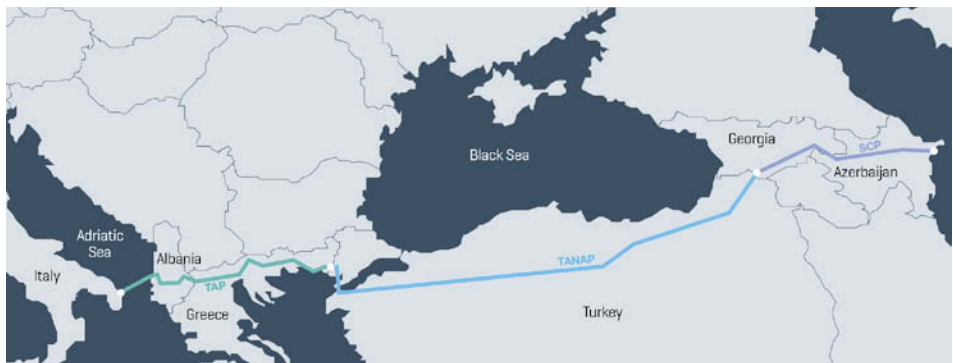 Black Sea
Georgia
SCP
Azerbaijan
Adriatic
Sea
Albania
Italy
TAP
TANAP
Greece
Turkey